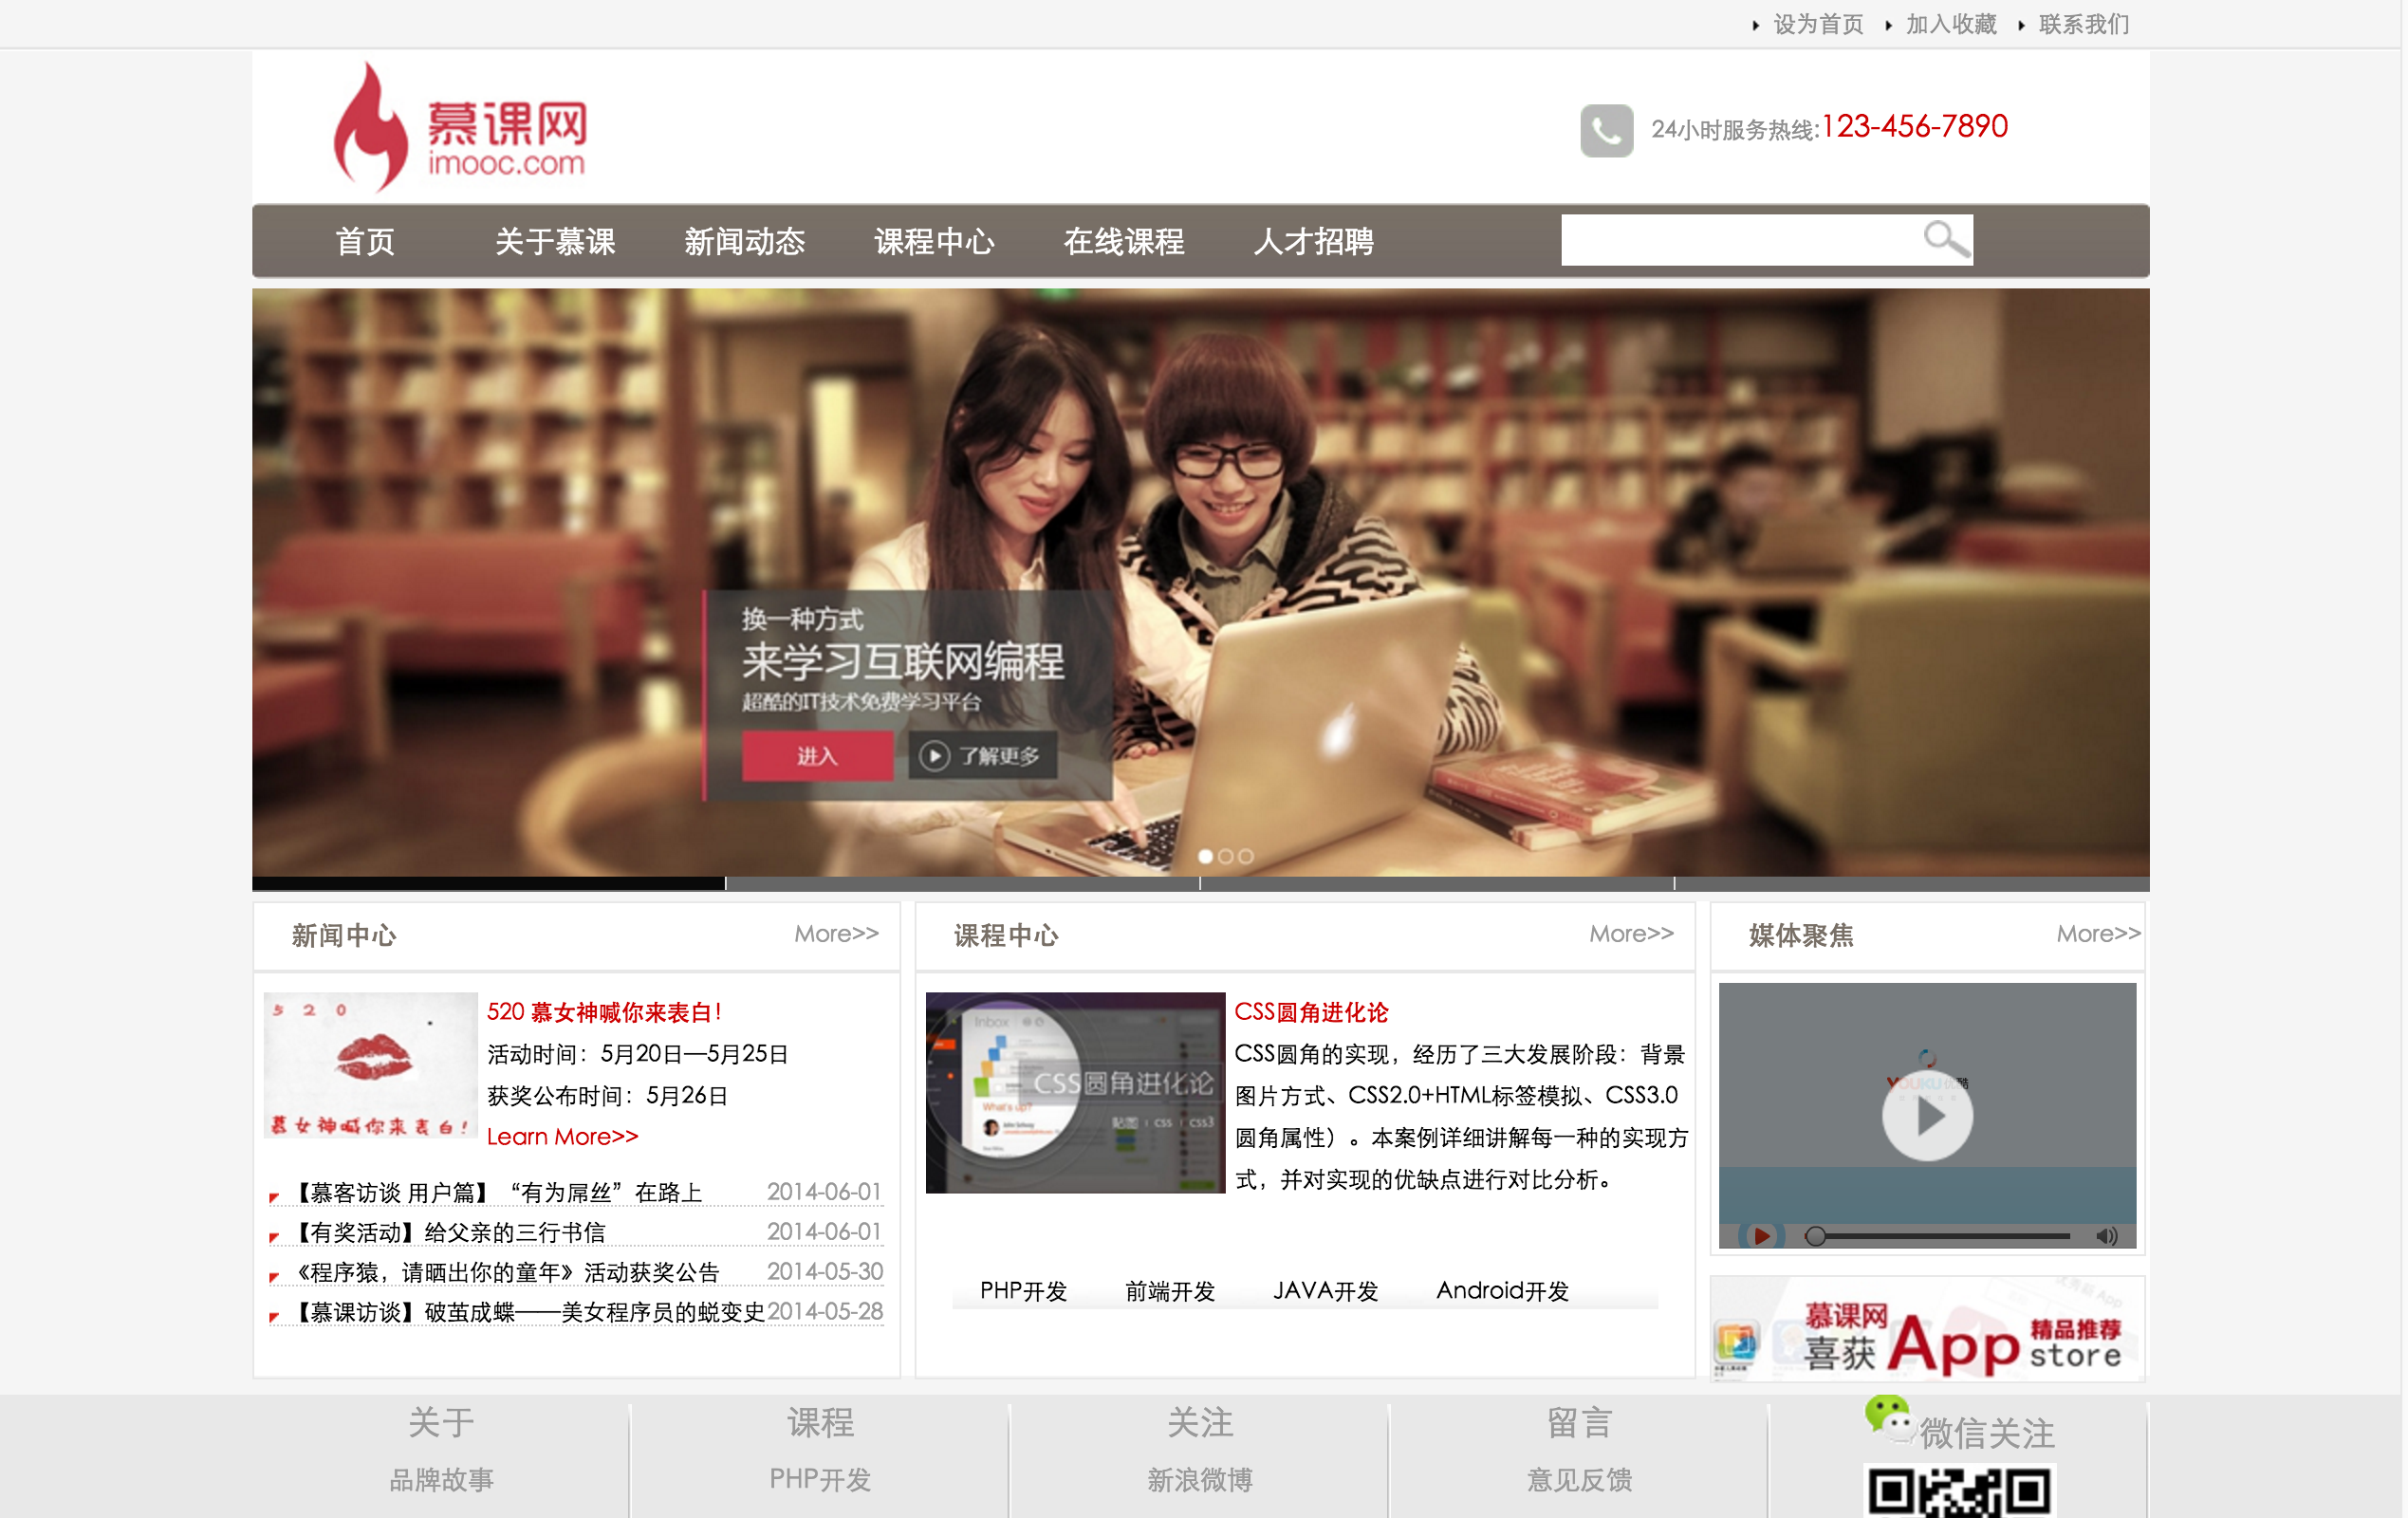 设为首页 加入收藏 联系我们
慕课网
imooc.com
24小时服务热线:123-456-7890
首页 关于慕课 新闻动态 课程中心 在线课程 人才招聘
换一种方式
来学习互联网编程
超酷的IT技术免费学习平台
进入 了解更多
新闻中心 More>>
520
慕女神喊你来表白!
520 慕女神喊你来表白！
活动时间：5月20日—5月25日
获奖公布时间：5月26日
Learn More>>
【慕客访谈 用户篇】 “有为屌丝”在路上 2014-06-01
【有奖活动】给父亲的三行书信 2014-06-01
《程序猿，请晒出你的童年》活动获奖公告 2014-05-30
【慕课访谈】破茧成蝶——美女程序员的蜕变史 2014-05-28
课程中心 More>>
Inbox
CSS圆角进化论
What's up?
贴图 | css | css3
CSS圆角进化论
CSS圆角的实现，经历了三大发展阶段：背景
图片方式、CSS2.0+HTML标签模拟、CSS3.0
圆角属性）。本案例详细讲解每一种的实现方
式，并对实现的优缺点进行对比分析。
PHP开发 前端开发 JAVA开发 Android开发
媒体聚焦 More>>
YOUKU 优酷
慕课网
喜获 App 精品推荐
store
关于 课程 关注 留言 微信关注
品牌故事 PHP开发 新浪微博 意见反馈